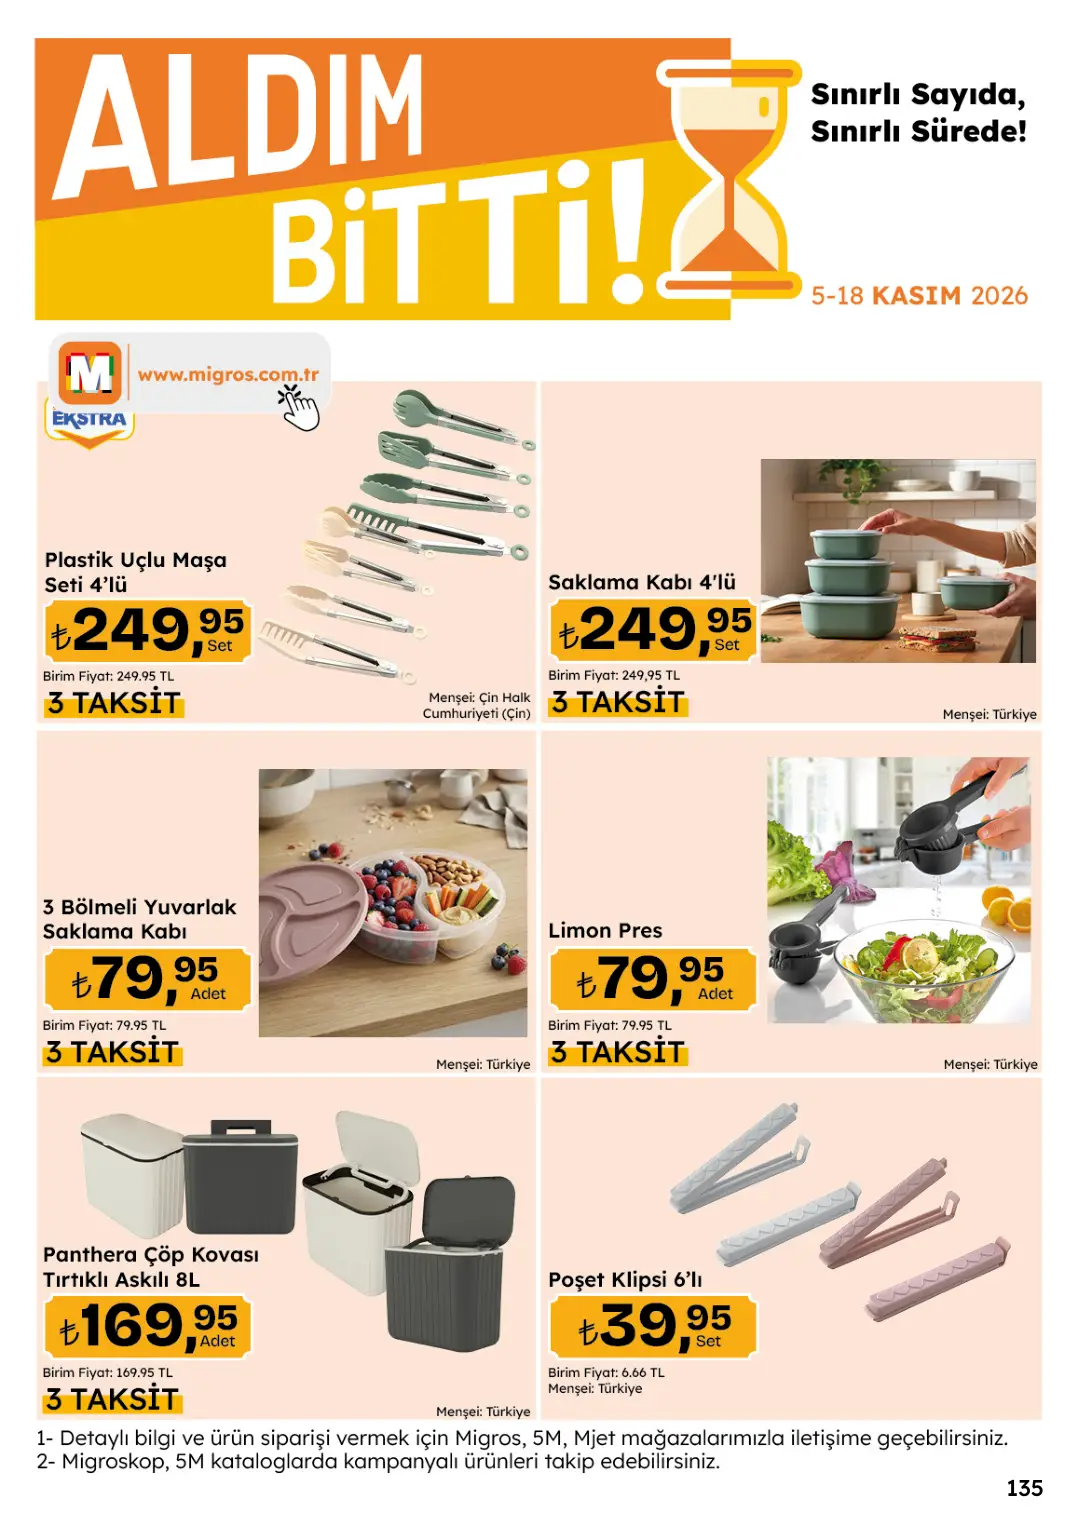 ALDIM
BİTTİ!
Sınırlı Sayıda,
Sınırlı Sürede!
5-18 KASIM 2026
M
www.migros.com.tr
EKSTRA
Plastik Uçlu Maşa
Seti 4’lü
₺249,95
Set
Birim Fiyat: 249.95 TL
3 TAKSİT
Menşei: Çin Halk
Cumhuriyeti (Çin)
Saklama Kabı 4'lü
₺249,95
Set
Birim Fiyat: 249,95 TL
3 TAKSİT
Menşei: Türkiye
3 Bölmeli Yuvarlak
Saklama Kabı
₺79,95
Adet
Birim Fiyat: 79.95 TL
3 TAKSİT
Menşei: Türkiye
Limon Pres
₺79,95
Adet
Birim Fiyat: 79.95 TL
3 TAKSİT
Menşei: Türkiye
Panthera Çöp Kovası
Tırtıklı Askılı 8L
₺169,95
Adet
Birim Fiyat: 169.95 TL
3 TAKSİT
Menşei: Türkiye
Poşet Klipsi 6’lı
₺39,95
Set
Birim Fiyat: 6.66 TL
Menşei: Türkiye
1- Detaylı bilgi ve ürün siparişi vermek için Migros, 5M, Mjet mağazalarımızla iletişime geçebilirsiniz.
2- Migroskop, 5M kataloglarda kampanyalı ürünleri takip edebilirsiniz.
135